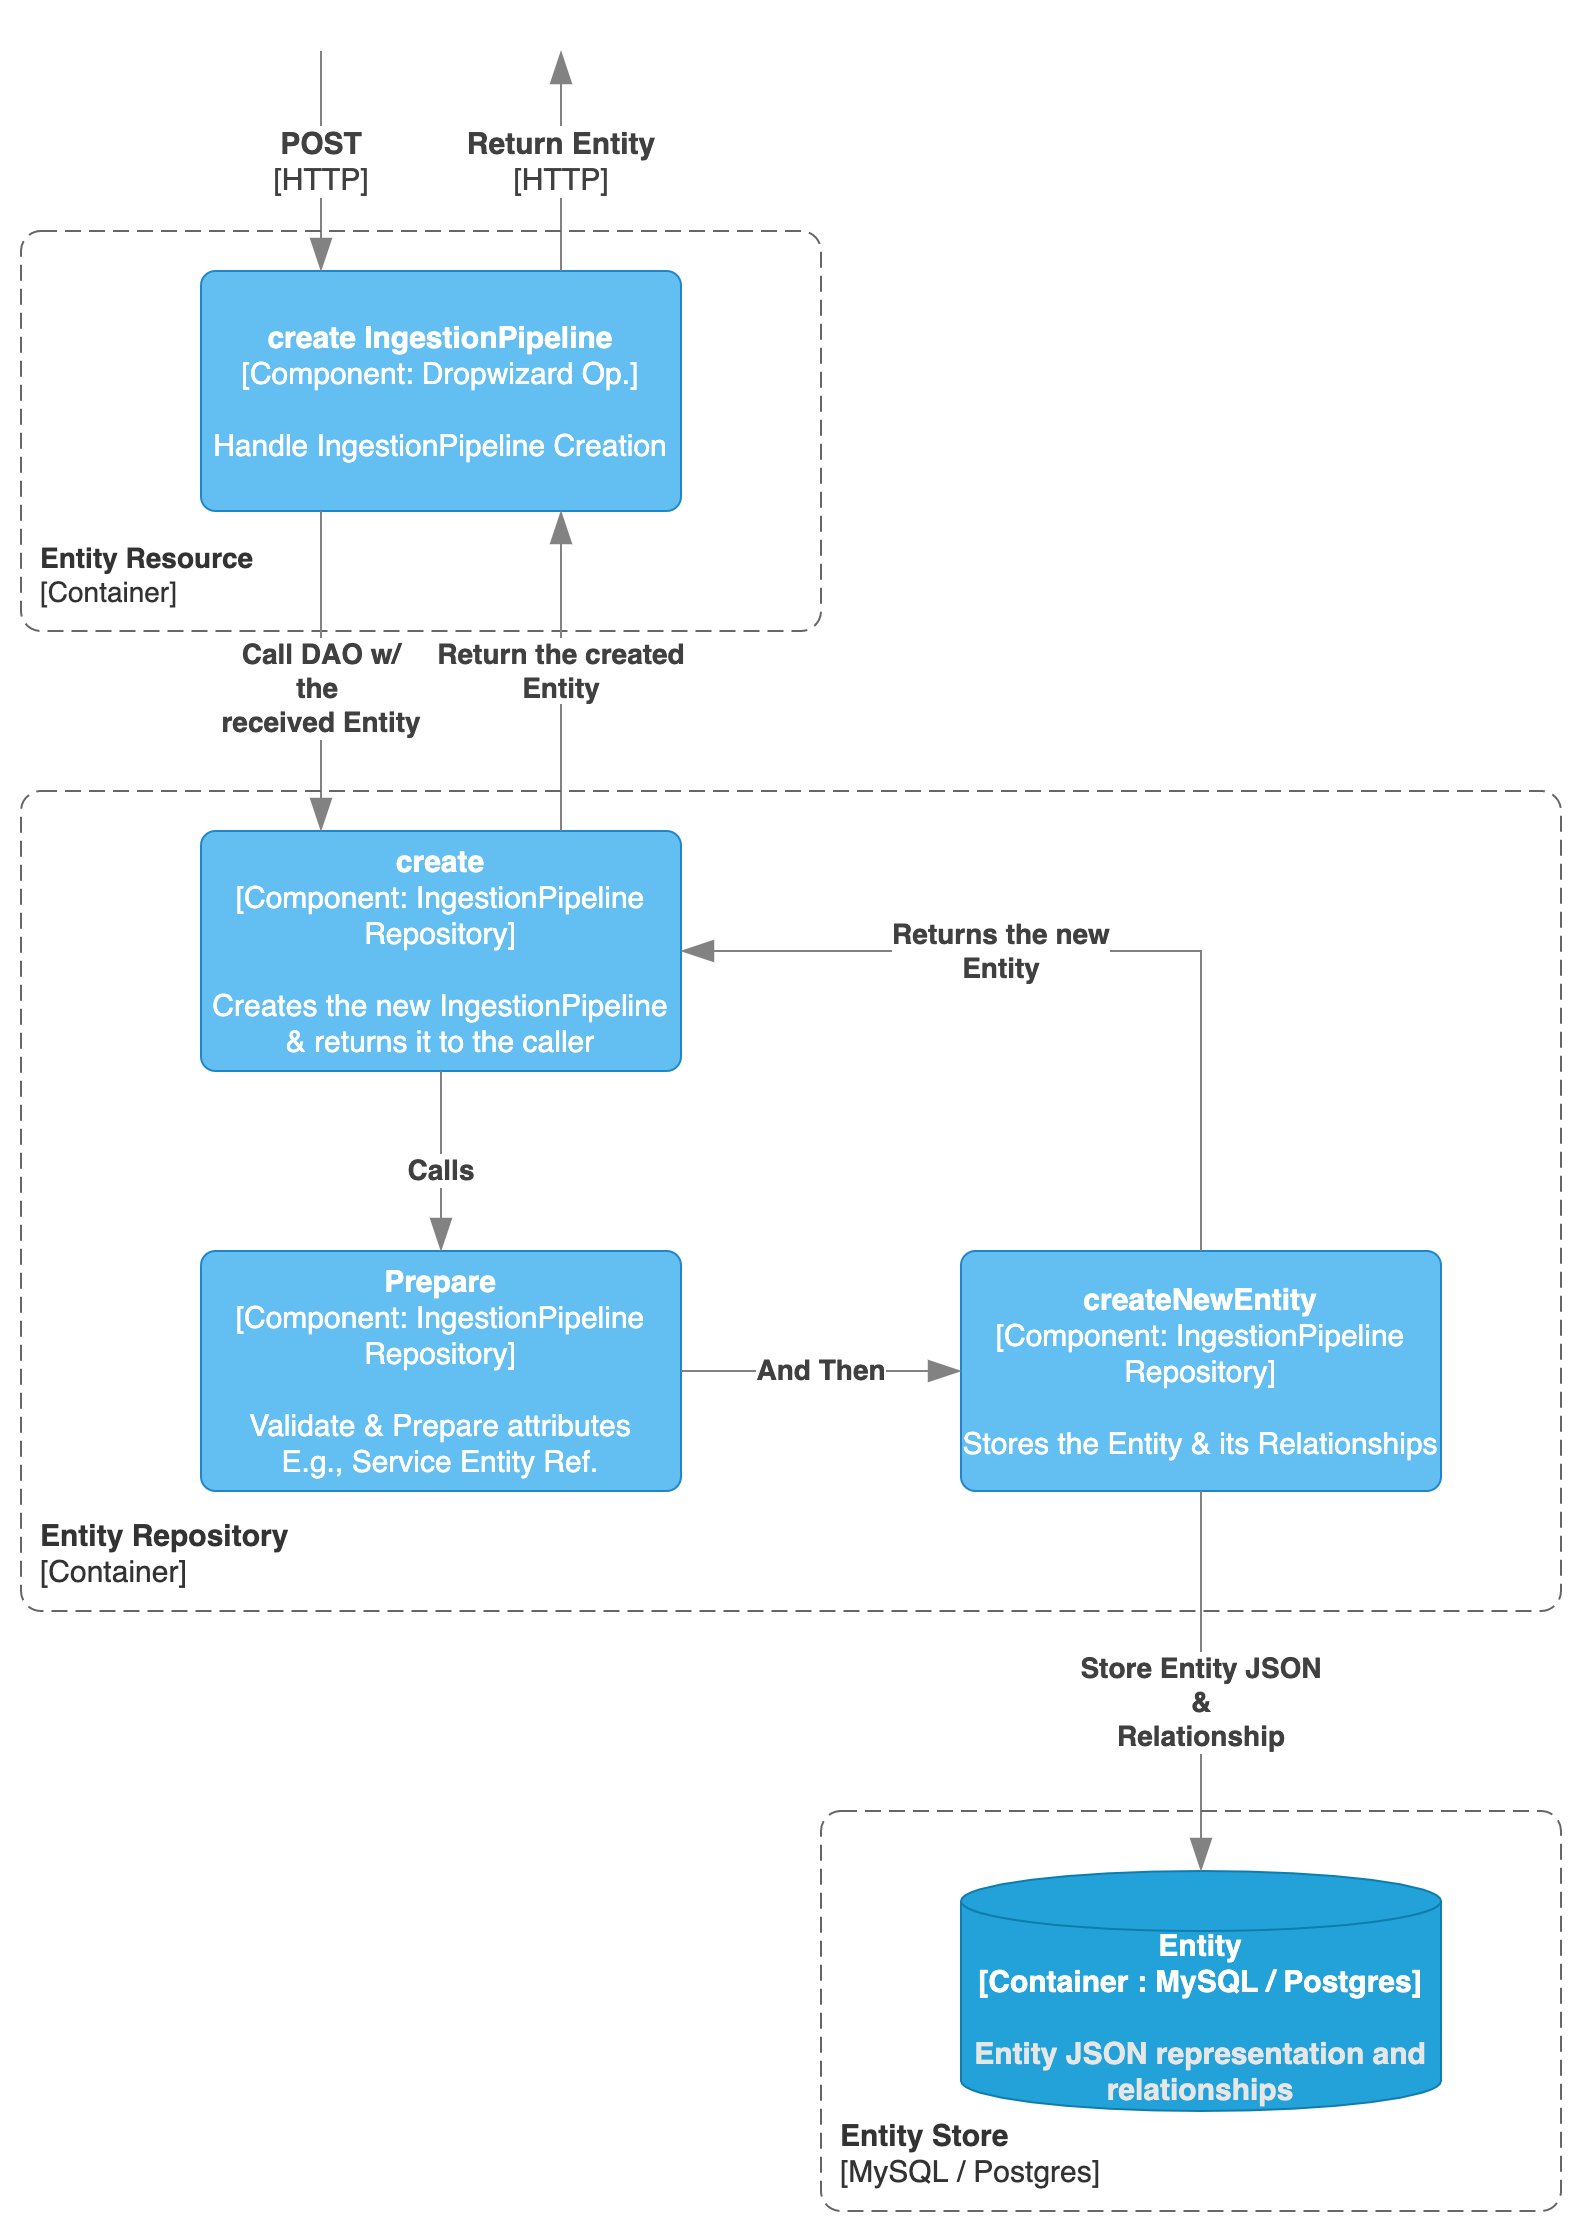 POST
[HTTP]
Return Entity
[HTTP]
create IngestionPipeline
[Component: Dropwizard Op.]
Handle IngestionPipeline Creation
Entity Resource
[Container]
Call DAO w/
the
received Entity
Return the created
Entity
create
[Component: IngestionPipeline
Repository]
Creates the new IngestionPipeline
& returns it to the caller
Returns the new
Entity
Calls
Prepare
[Component: IngestionPipeline
Repository]
Validate & Prepare attributes
E.g., Service Entity Ref.
And Then
createNewEntity
[Component: IngestionPipeline
Repository]
Stores the Entity & its Relationships
Entity Repository
[Container]
Store Entity JSON
&
Relationship
Entity
[Container : MySQL / Postgres]
Entity JSON representation and
relationships
Entity Store
[MySQL / Postgres]